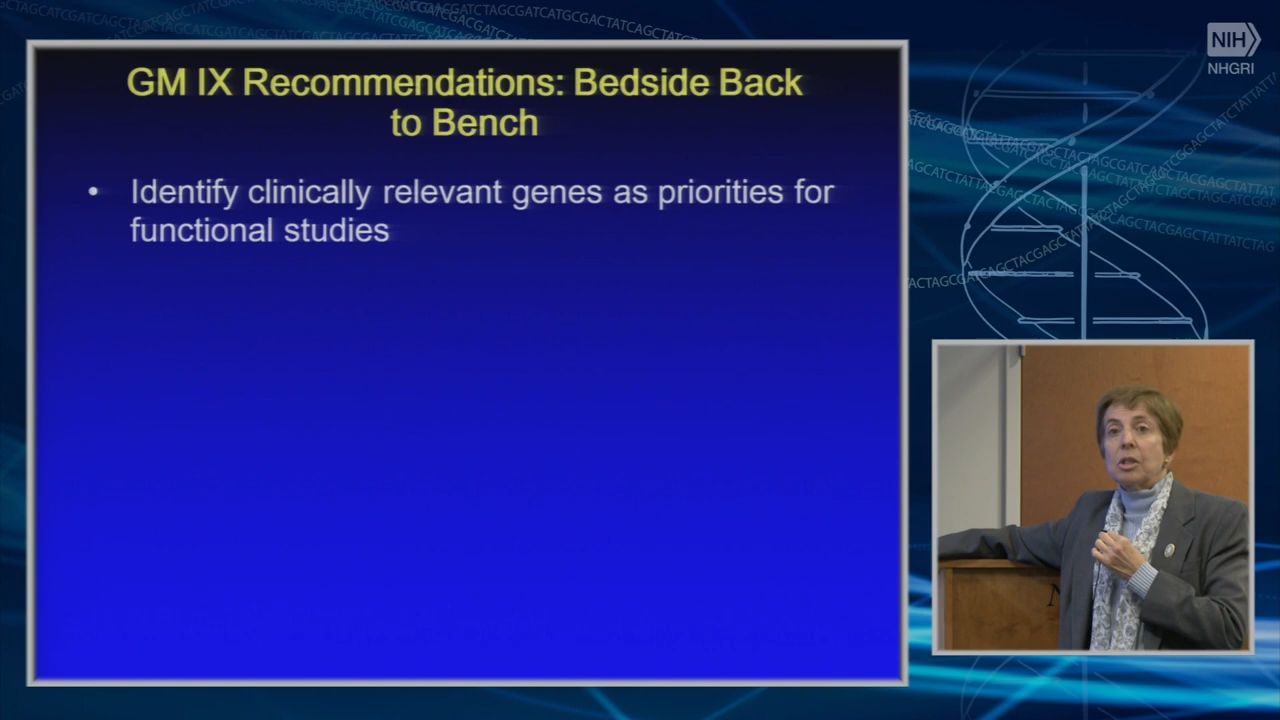 GM IX Recommendations: Bedside Back
to Bench
• Identify clinically relevant genes as priorities for
functional studies
NIH
NHGRI